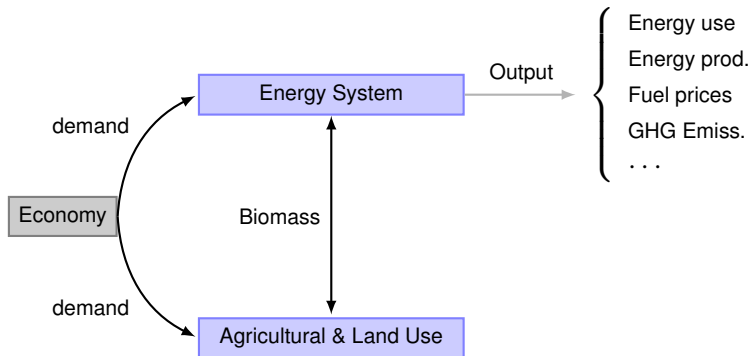 Energy use
Energy prod.
Fuel prices
GHG Emiss.
. . .
Output
Energy System
demand
Economy
Biomass
demand
Agricultural & Land Use